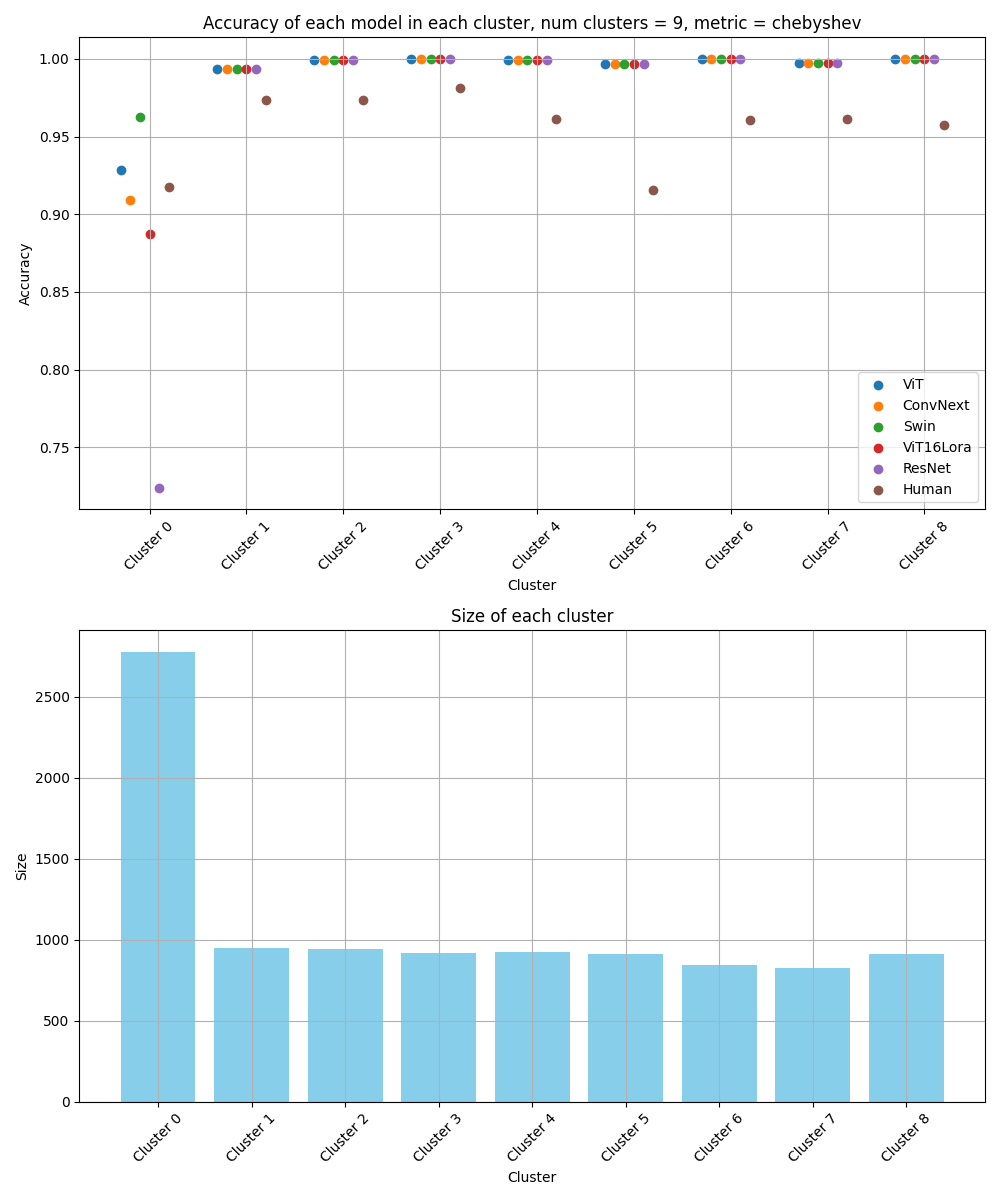 Accuracy of each model in each cluster, num clusters = 9, metric = chebyshev
1.00
0.95
0.90
0.85
0.80
0.75
Accuracy
ViT
ConvNext
Swin
ViT16Lora
ResNet
Human
Cluster 0
Cluster 1
Cluster 2
Cluster 3
Cluster 4
Cluster 5
Cluster 6
Cluster 7
Cluster 8
Cluster
Size of each cluster
2500
2000
1500
1000
500
0
Size
Cluster 0
Cluster 1
Cluster 2
Cluster 3
Cluster 4
Cluster 5
Cluster 6
Cluster 7
Cluster 8
Cluster